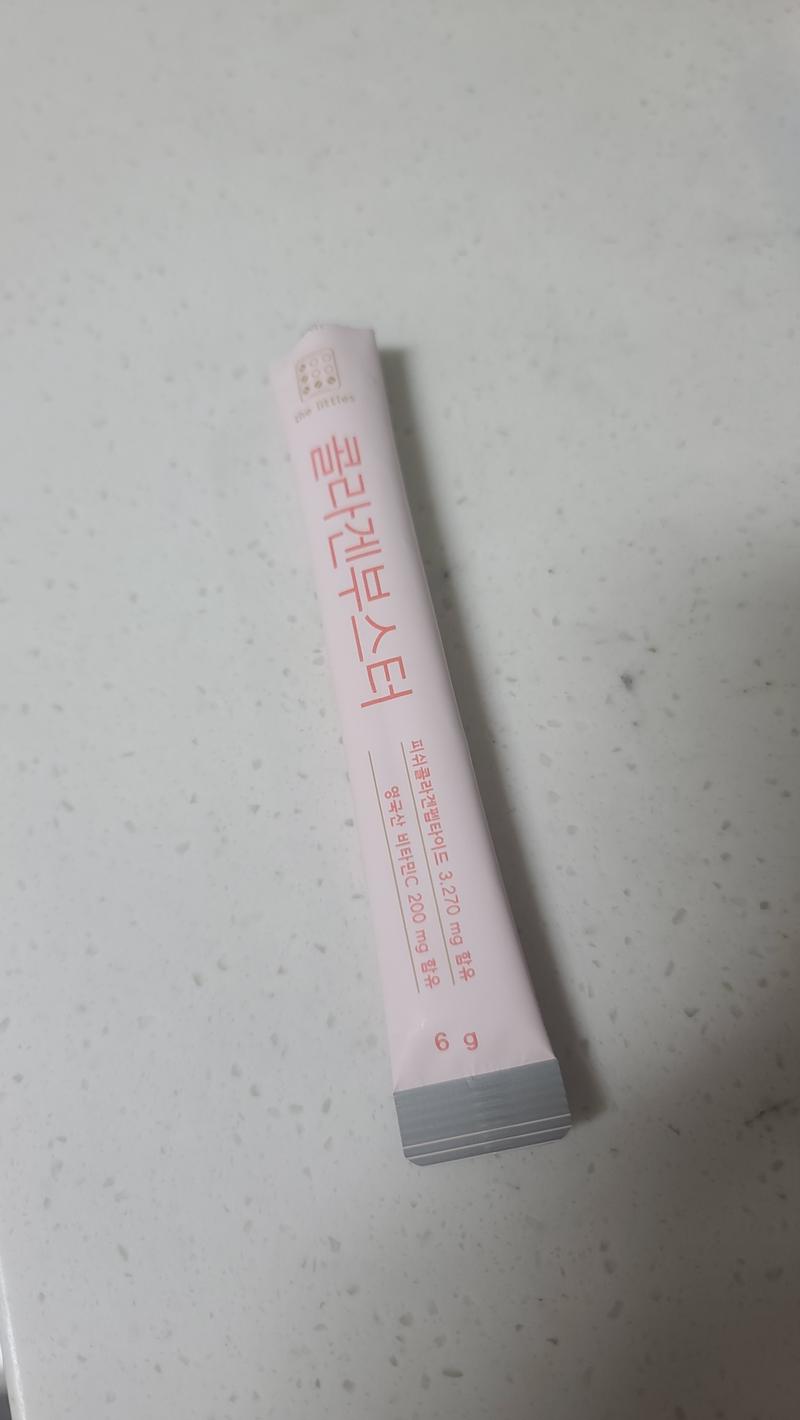 the littles
콜라겐부스터
피쉬콜라겐펩타이드 3,270 mg 함유
영국산 비타민C 200 mg 함유
6 g